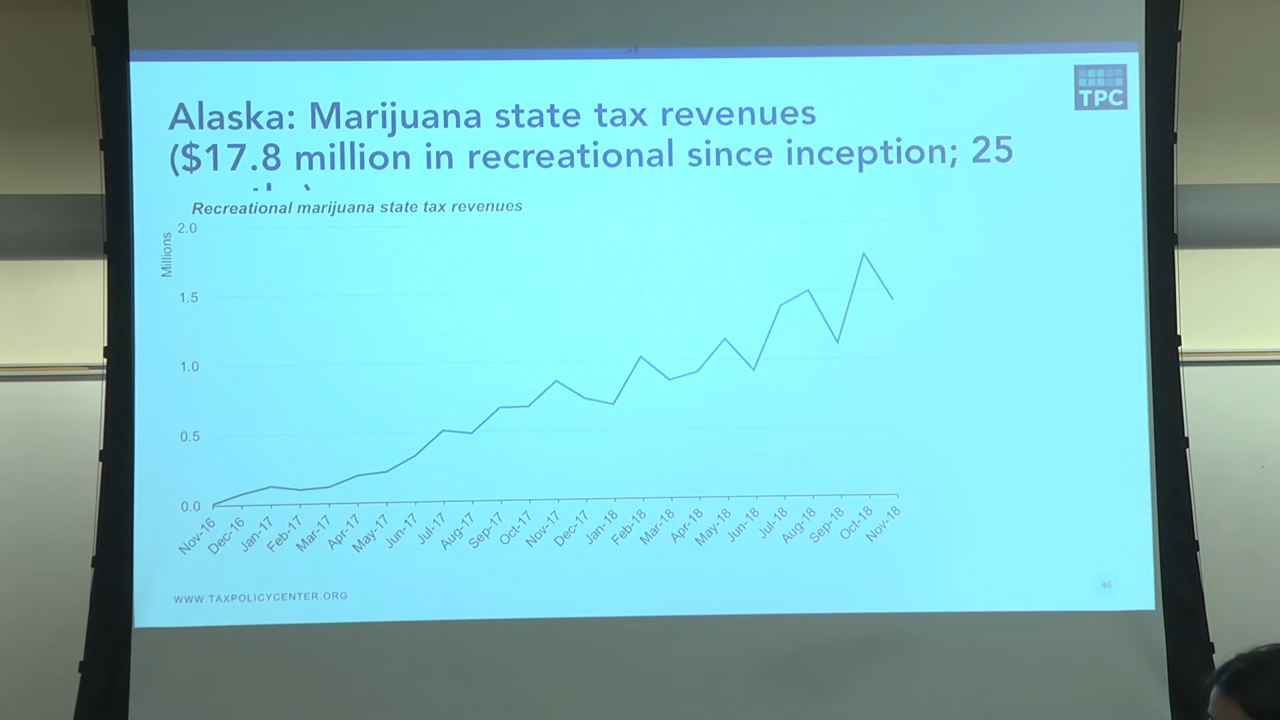 TPC
Alaska: Marijuana state tax revenues
($17.8 million in recreational since inception; 25
Recreational marijuana state tax revenues
Millions
2.0
1.5
1.0
0.5
0.0
Nov-16
Dec-16
Jan-17
Feb-17
Mar-17
Apr-17
May-17
Jun-17
Jul-17
Aug-17
Sep-17
Oct-17
Nov-17
Dec-17
Jan-18
Feb-18
Mar-18
Apr-18
May-18
Jun-18
Jul-18
Aug-18
Sep-18
Oct-18
Nov-18
WWW.TAXPOLICYCENTER.ORG
46